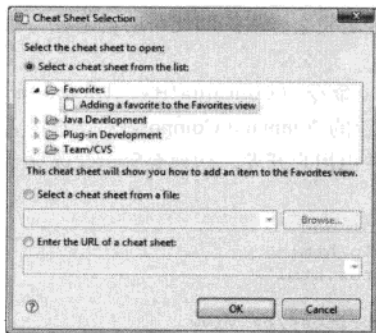 Cheat Sheet Selection
Select the cheat sheet to open:
Select a cheat sheet from the list:
Favorites
Adding a favorite to the Favorites view
Java Development
Plug-in Development
Team/CVS
This cheat sheet will show you how to add an item to the Favorites view.
Select a cheat sheet from a file:
Browse...
Enter the URL of a cheat sheet:
OK
Cancel